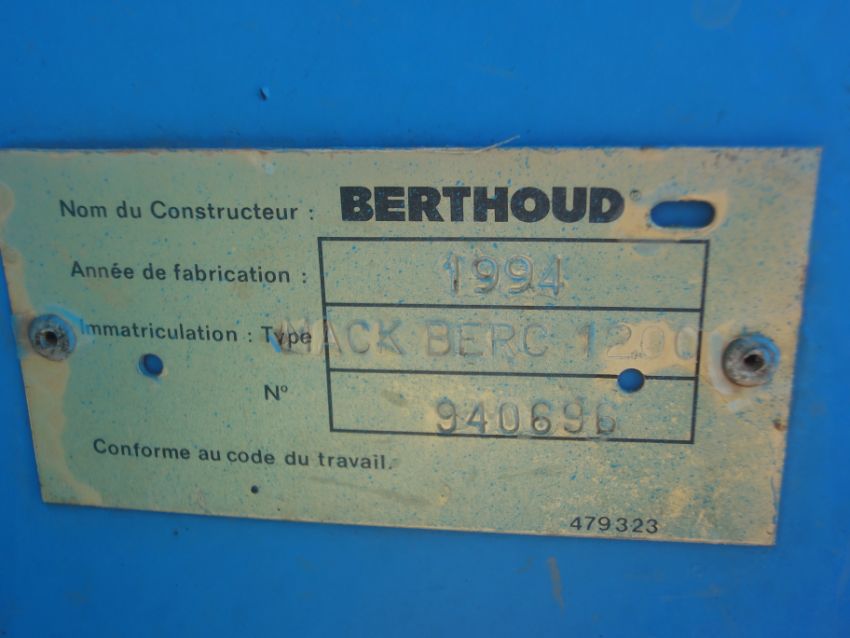 Nom du Constructeur : BERTHOUD®
Année de fabrication : 1994
Immatriculation : Type MACK BERC 1200
N° 940696
Conforme au code du travail.
479323